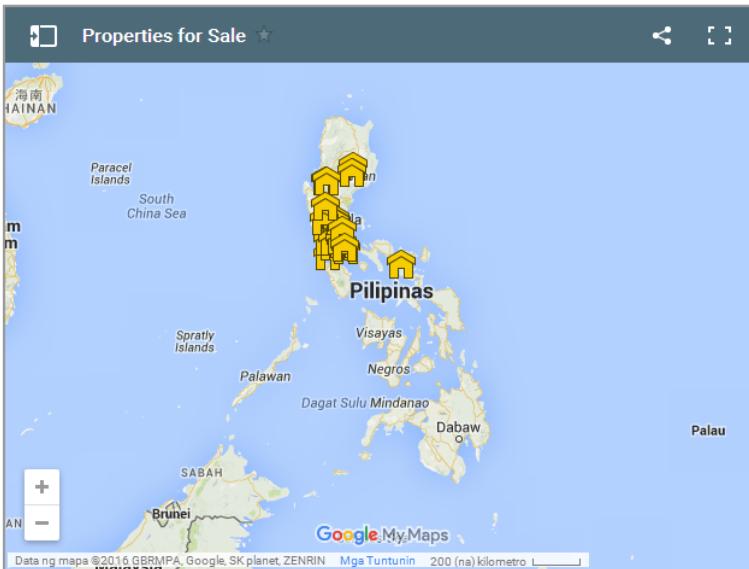 Properties for Sale
海南
HAINAN
Paracel
Islands
South
China Sea
Pilipinas
Spratly
Islands
Visayas
Palawan
Negros
Dagat Sulu
Mindanao
Dabaw
Palau
SABAH
Brunei
Google My Maps
Data ng mapa ©2016 GBRMPA, Google, SK planet, ZENRIN
Mga Tuntunin
200 (na) kilometro